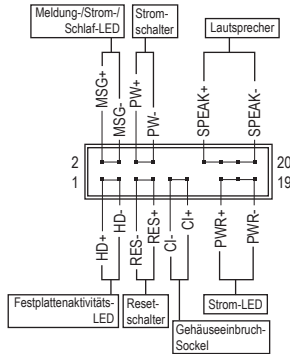 Meldung-/Strom-/
Schlaf-LED
Strom-
schalter
Lautsprecher
MSG+
MSG-
PW+
PW-
SPEAK+
SPEAK-
2
20
1
19
HD+
HD-
RES-
RES+
CI-
CI+
PWR+
PWR-
Festplattenaktivitäts-
LED
Reset-
schalter
Strom-LED
Gehäuseeinbruch-
Sockel